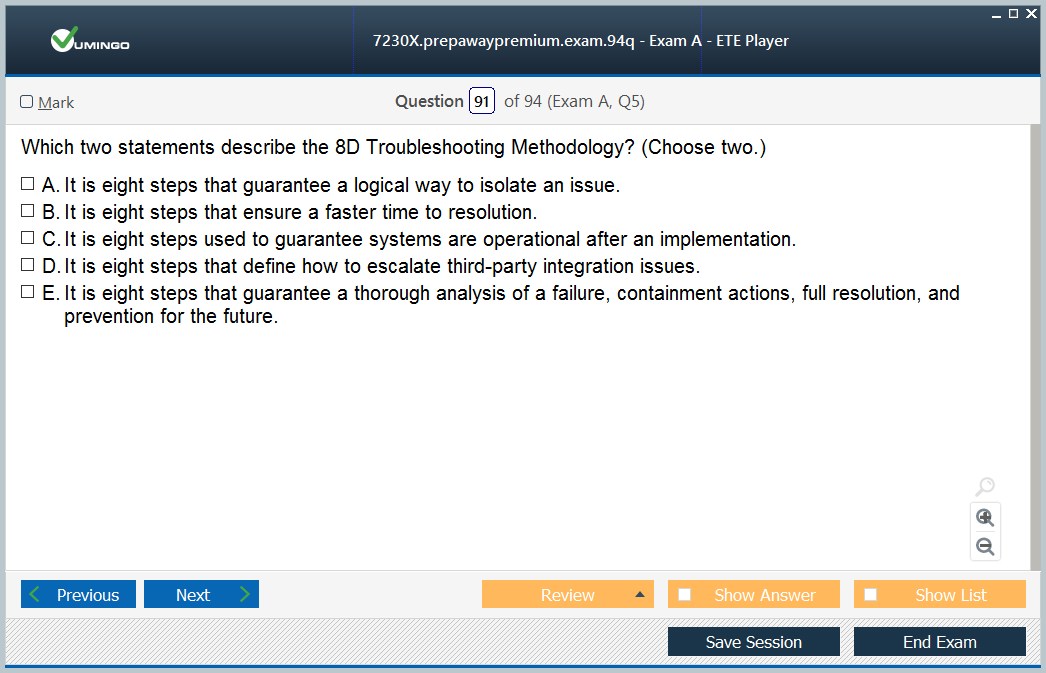 VUMINGO
7230X.prepawaypremium.exam.94q - Exam A - ETE Player
Mark
Question 91 of 94 (Exam A, Q5)
Which two statements describe the 8D Troubleshooting Methodology? (Choose two.)
A. It is eight steps that guarantee a logical way to isolate an issue.
B. It is eight steps that ensure a faster time to resolution.
C. It is eight steps used to guarantee systems are operational after an implementation.
D. It is eight steps that define how to escalate third-party integration issues.
E. It is eight steps that guarantee a thorough analysis of a failure, containment actions, full resolution, and
prevention for the future.
Previous
Next
Review
Show Answer
Show List
Save Session
End Exam